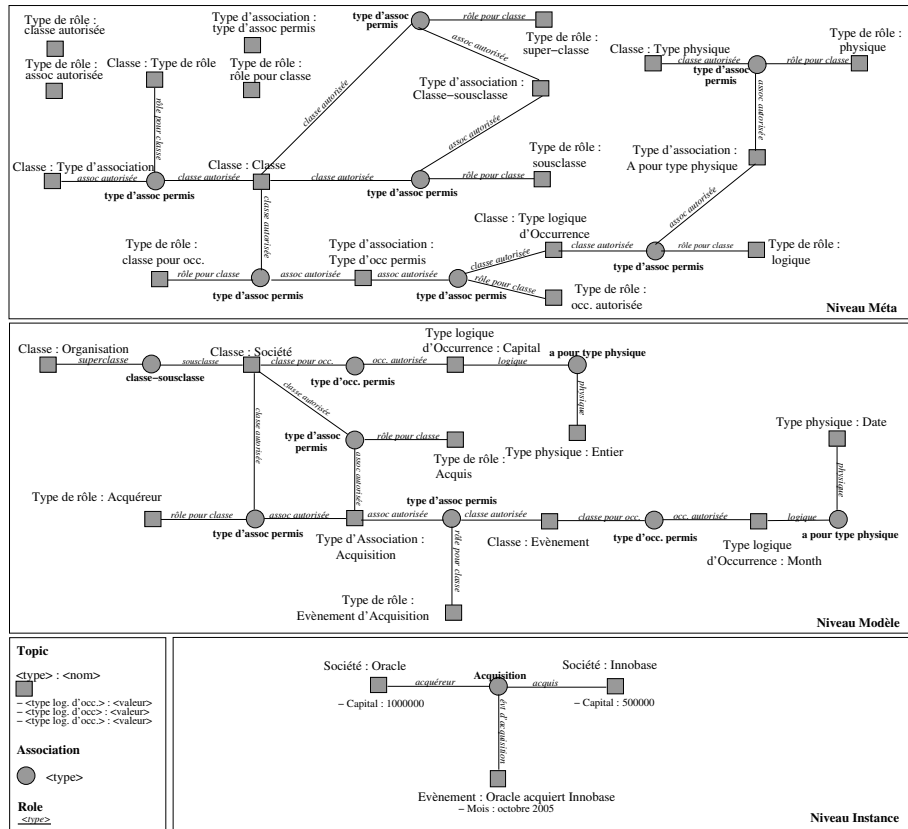 Type de rôle :
classe autorisée
Type de rôle :
assoc autorisée
Type d'association :
type d'assoc permis
Type de rôle :
rôle pour classe
Classe : Type de rôle
rôle pour classe
type d'assoc
permis
rôle pour classe
Type de rôle :
super-classe
classe autorisée
assoc autorisée
Type d'association :
Classe-sousclasse
assoc autorisée
Classe : Type physique
classe autorisée
type d'assoc
permis
rôle pour classe
Type de rôle :
physique
assoc autorisée
Type d'association :
A pour type physique
assoc autorisée
Classe : Type d'association
assoc autorisée
type d'assoc permis
classe autorisée
Classe : Classe
classe autorisée
type d'assoc permis
rôle pour classe
Type de rôle :
sousclasse
classe autorisée
Type de rôle :
classe pour occ.
rôle pour classe
type d'assoc permis
assoc autorisée
Type d'association :
Type d'occ permis
assoc autorisée
type d'assoc permis
classe autorisée
rôle pour classe
Classe : Type logique
d'Occurrence
Type de rôle :
occ. autorisée
classe autorisée
type d'assoc permis
rôle pour classe
Type de rôle :
logique
Niveau Méta
Classe : Organisation
superclasse
classe−sousclasse
sousclasse
Classe : Société
classe pour occ.
type d'occ. permis
occ. autorisée
Type logique
d'Occurrence : Capital
logique
a pour type physique
physique
Type physique : Entier
classe autorisée
classe autorisée
type d'assoc
permis
rôle pour classe
Type de rôle :
Acquis
assoc autorisée
Type physique : Date
physique
Type de rôle : Acquéreur
rôle pour classe
type d'assoc permis
assoc autorisée
Type d'Association :
Acquisition
assoc autorisée
type d'assoc permis
classe autorisée
Classe : Evènement
classe pour occ.
type d'occ. permis
occ. autorisée
Type logique
d'Occurrence : Month
logique
a pour type physique
rôle pour classe
Type de rôle :
Evènement d'Acquisition
Niveau Modèle
Topic
<type> : <nom>
− <type log. d'occ.> : <valeur>
− <type log. d'occ> : <valeur>
− <type log. d'occ.> : <valeur>
Association
<type>
Role
<type>
Société : Oracle
− Capital : 1000000
acquéreur
Acquisition
acquis
Société : Innobase
− Capital : 500000
évt d'acquisition
Evènement : Oracle acquiert Innobase
− Mois : octobre 2005
Niveau Instance